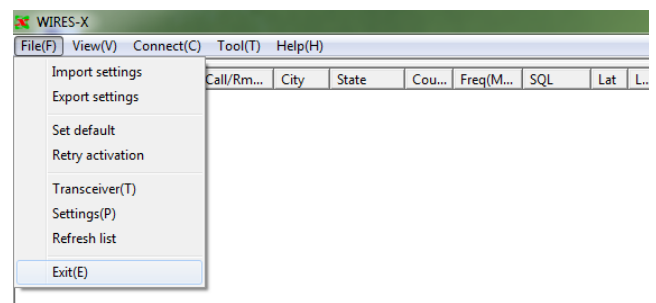 WIRES-X
File(F) View(V) Connect(C) Tool(T) Help(H)
Call/Rm... City State Cou... Freq(M... SQL Lat L...
Import settings
Export settings
Set default
Retry activation
Transceiver(T)
Settings(P)
Refresh list
Exit(E)